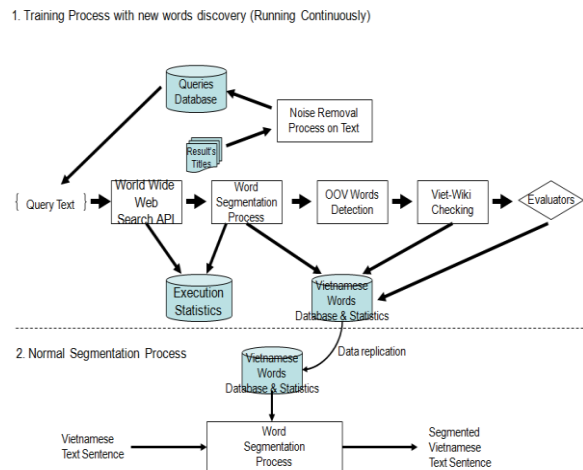 1. Training Process with new words discovery (Running Continuously)
Queries
Database
Noise Removal
Process on Text
Result's
Titles
{ Query Text }
World Wide
Web
Search API
Word
Segmentation
Process
OOV Words
Detection
Viet-Wiki
Checking
Evaluators
Execution
Statistics
Vietnamese
Words
Database & Statistics
2. Normal Segmentation Process
Data replication
Vietnamese
Words
Database & Statistics
Vietnamese
Text Sentence
Word
Segmentation
Process
Segmented
Vietnamese
Text Sentence